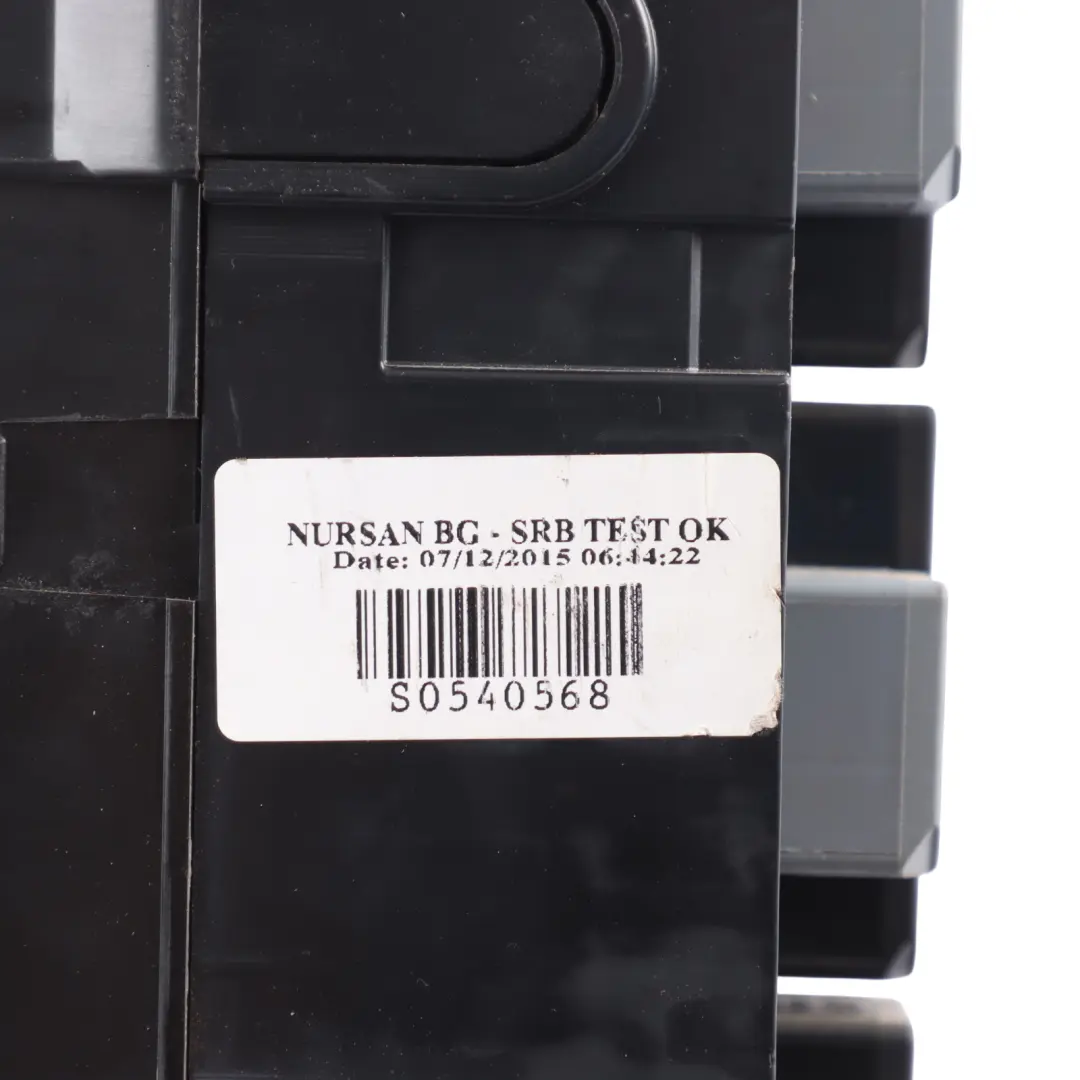 NURSAN BG - SRB TEST OK
Date: 07/12/2015 06:44:22
S0540568